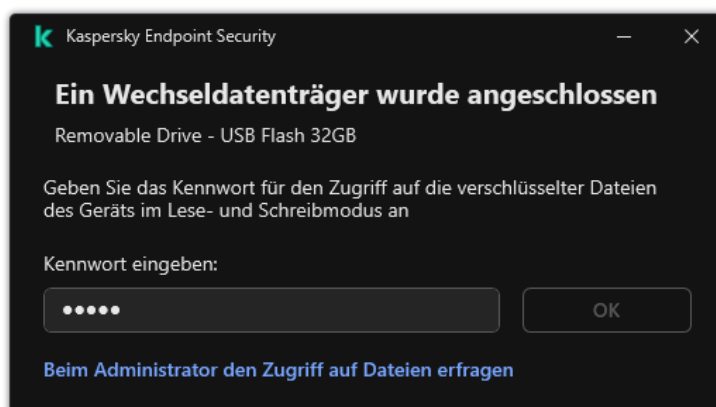 Kaspersky Endpoint Security
Ein Wechseldatenträger wurde angeschlossen
Removable Drive - USB Flash 32GB
Geben Sie das Kennwort für den Zugriff auf die verschlüsselter Dateien
des Geräts im Lese- und Schreibmodus an
Kennwort eingeben:
•••••
OK
Beim Administrator den Zugriff auf Dateien erfragen